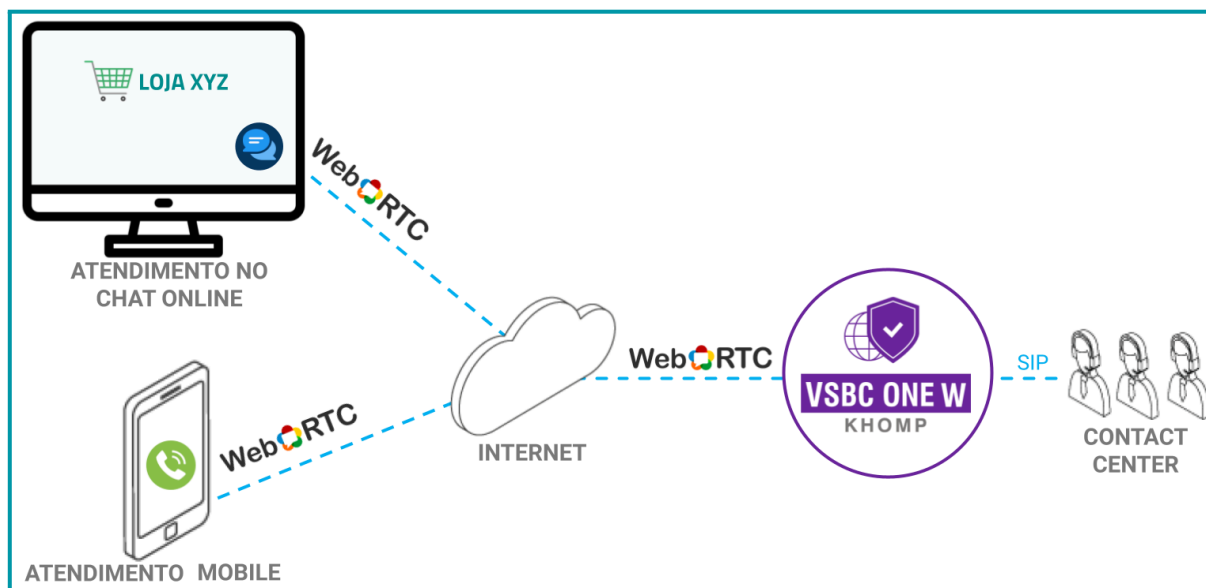 LOJA XYZ
WebRTC
ATENDIMENTO NO
CHAT ONLINE
WebRTC
VSBC ONE W
KHOMP
SIP
WebRTC
INTERNET
CONTACT
CENTER
ATENDIMENTO MOBILE